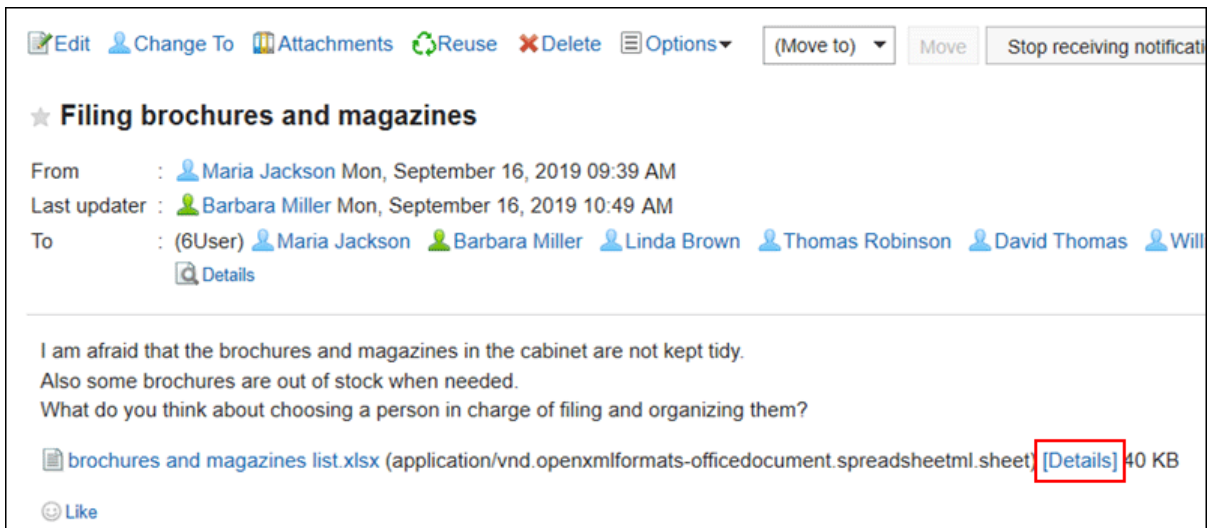 Edit Change To Attachments Reuse Delete Options (Move to) Move Stop receiving notificati
Filing brochures and magazines
From : Maria Jackson Mon, September 16, 2019 09:39 AM
Last updater : Barbara Miller Mon, September 16, 2019 10:49 AM
To : (6User) Maria Jackson Barbara Miller Linda Brown Thomas Robinson David Thomas Will
Details
I am afraid that the brochures and magazines in the cabinet are not kept tidy.
Also some brochures are out of stock when needed.
What do you think about choosing a person in charge of filing and organizing them?
brochures and magazines list.xlsx (application/vnd.openxmlformats-officedocument.spreadsheetml.sheet) [Details] 40 KB
Like